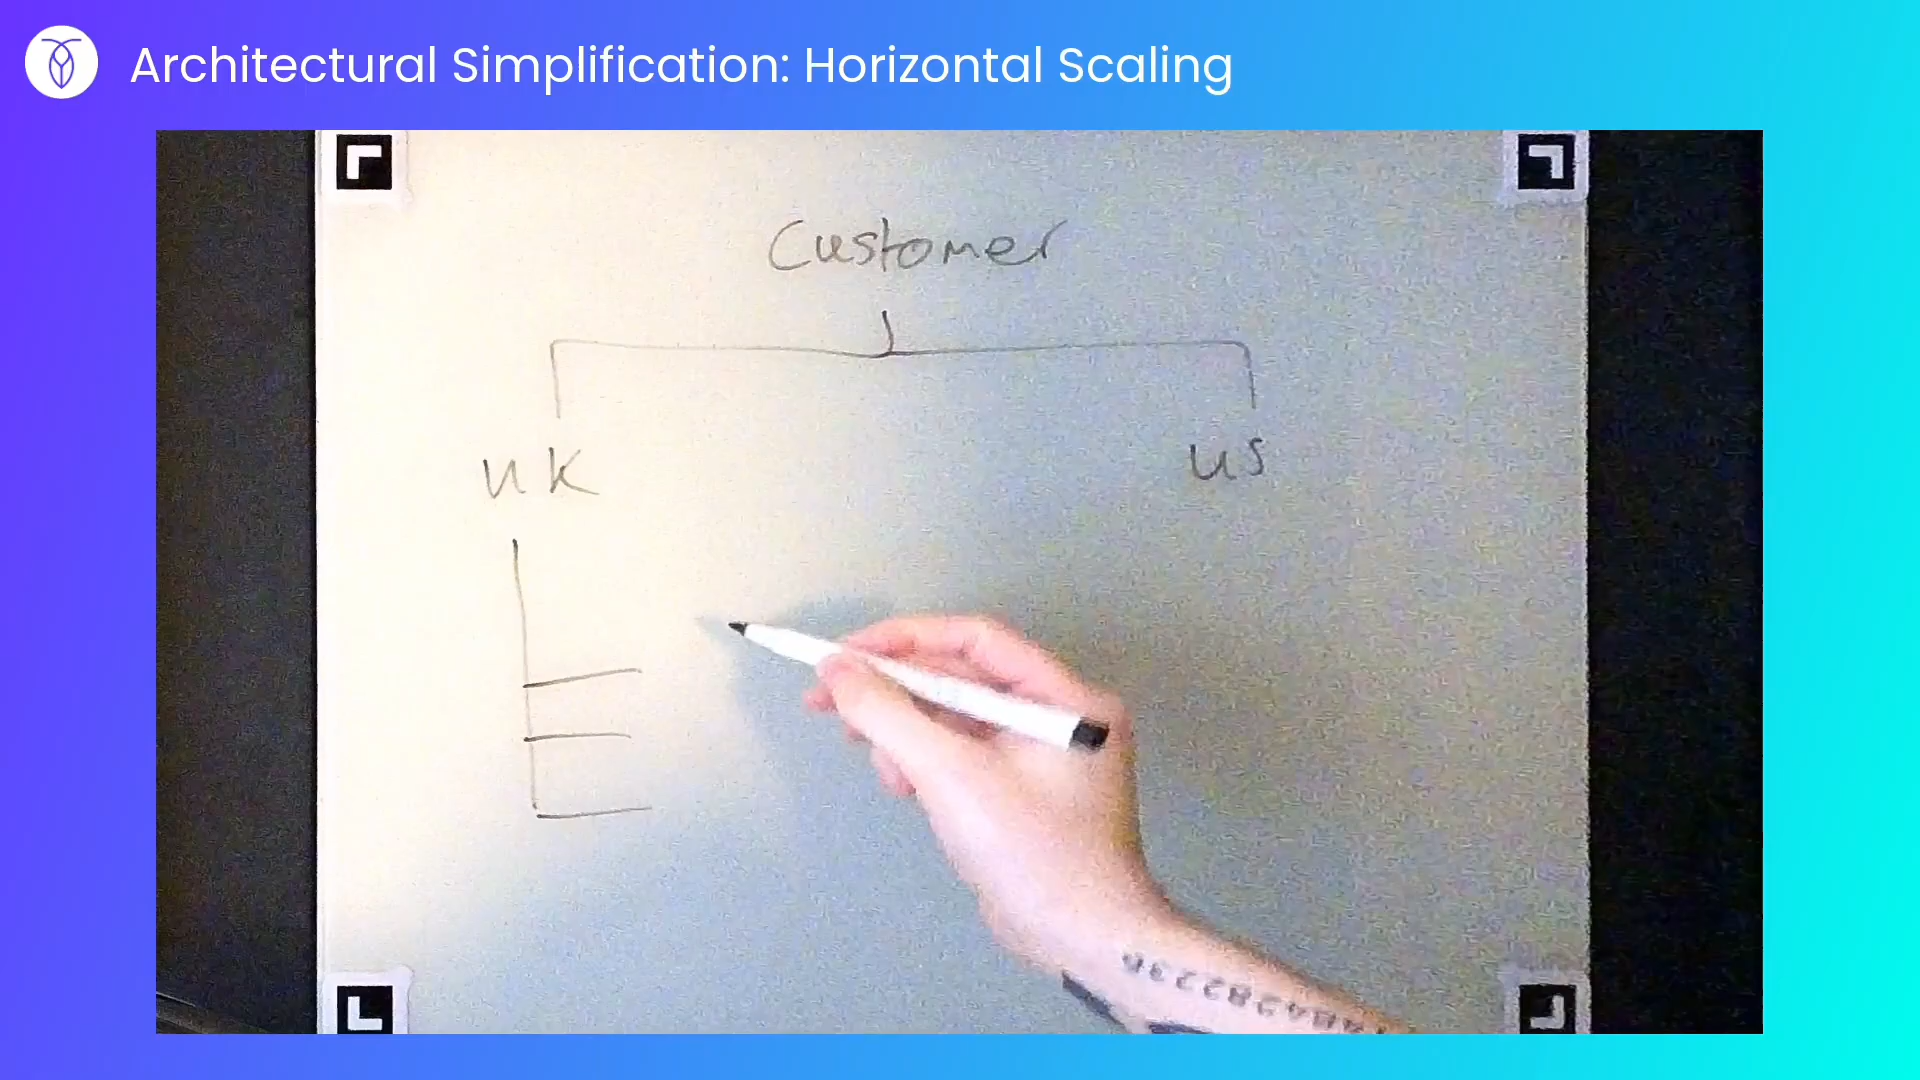 Architectural Simplification: Horizontal Scaling
Customer
UK
US